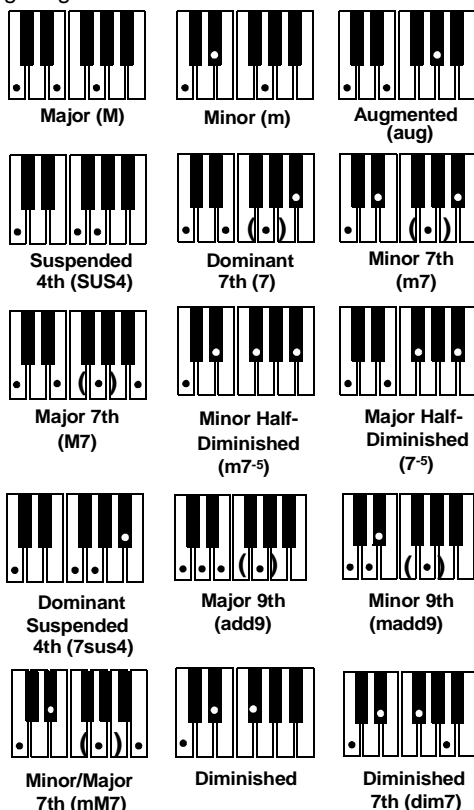 Major (M)
Minor (m)
Augmented
(aug)
Suspended
4th (SUS4)
Dominant
7th (7)
Minor 7th
(m7)
Major 7th
(M7)
Minor Half-
Diminished
(m7-5)
Major Half-
Diminished
(7-5)
Dominant
Suspended
4th (7sus4)
Major 9th
(add9)
Minor 9th
(madd9)
Minor/Major
7th (mM7)
Diminished
Diminished
7th (dim7)